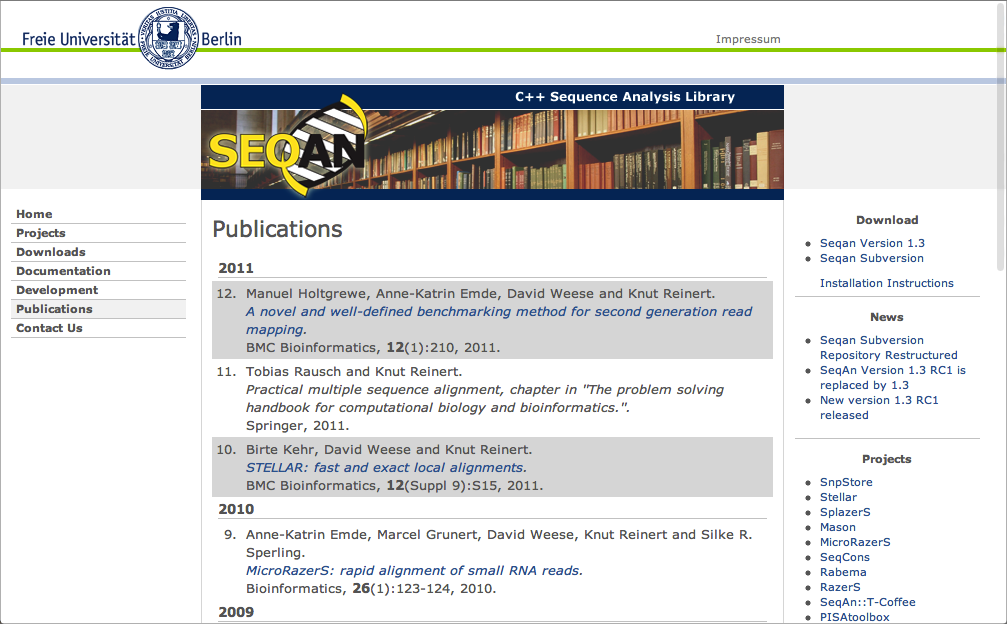 Freie Universität Berlin
Impressum
C++ Sequence Analysis Library
SEQAN
Home
Projects
Downloads
Documentation
Development
Publications
Contact Us
Publications
2011
12. Manuel Holtgrewe, Anne-Katrin Emde, David Weese and Knut Reinert.
A novel and well-defined benchmarking method for second generation read
mapping.
BMC Bioinformatics, 12(1):210, 2011.
11. Tobias Rausch and Knut Reinert.
Practical multiple sequence alignment, chapter in "The problem solving
handbook for computational biology and bioinformatics.".
Springer, 2011.
10. Birte Kehr, David Weese and Knut Reinert.
STELLAR: fast and exact local alignments.
BMC Bioinformatics, 12(Suppl 9):S15, 2011.
2010
9. Anne-Katrin Emde, Marcel Grunert, David Weese, Knut Reinert and Silke R.
Sperling.
MicroRazerS: rapid alignment of small RNA reads.
Bioinformatics, 26(1):123-124, 2010.
2009
Download
Seqan Version 1.3
Seqan Subversion
Installation Instructions
News
Seqan Subversion
Repository Restructured
SeqAn Version 1.3 RC1 is
replaced by 1.3
New version 1.3 RC1
released
Projects
SnpStore
Stellar
SplazerS
Mason
MicroRazerS
SeqCons
Rabema
RazerS
SeqAn::T-Coffee
PISAtoolbox